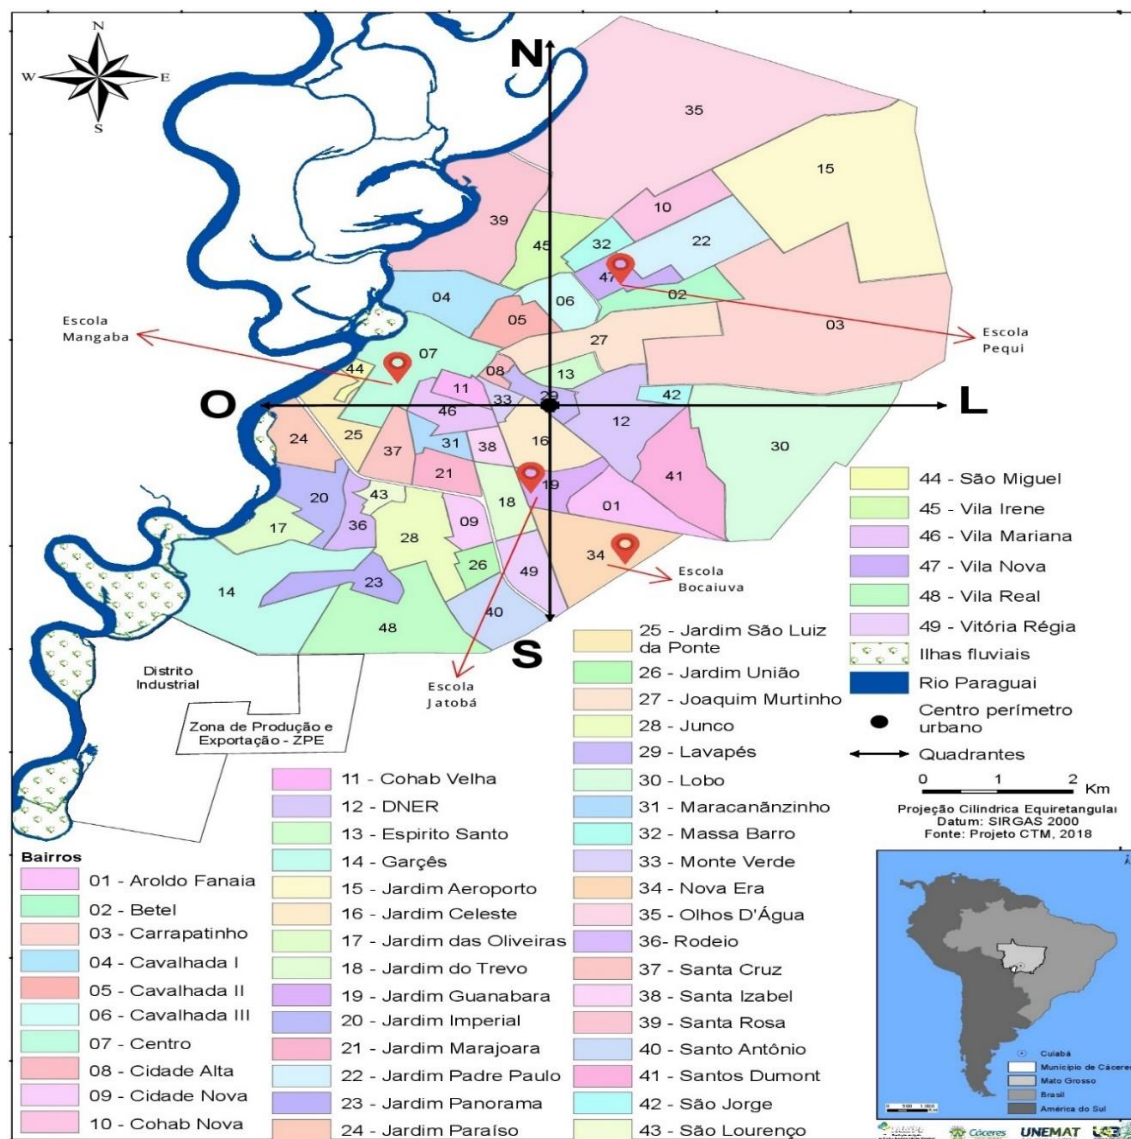 N
W
E
S
N
35
15
10
39
32
45
22
47
02
04
06
03
05
27
Escola
Mangaba
Escola
Pequi
07
44
08
13
11
29
42
33
O
L
46
12
24
25
31
38
16
30
37
21
41
19
43
18
20
01
36
09
17
28
34
26
49
Escola
Bocaiuva
23
14
40
48
S
Distrito
Industrial
Escola
Jatobá
Zona de Produção e
Exportação - ZPE
Bairros
01 - Aroldo Fanaia
02 - Betel
03 - Carrapatinho
04 - Cavalhada I
05 - Cavalhada II
06 - Cavalhada III
07 - Centro
08 - Cidade Alta
09 - Cidade Nova
10 - Cohab Nova
11 - Cohab Velha
12 - DNER
13 - Espirito Santo
14 - Garçês
15 - Jardim Aeroporto
16 - Jardim Celeste
17 - Jardim das Oliveiras
18 - Jardim do Trevo
19 - Jardim Guanabara
20 - Jardim Imperial
21 - Jardim Marajoara
22 - Jardim Padre Paulo
23 - Jardim Panorama
24 - Jardim Paraíso
25 - Jardim São Luiz
da Ponte
26 - Jardim União
27 - Joaquim Murtinho
28 - Junco
29 - Lavapés
30 - Lobo
31 - Maracanãnzinho
32 - Massa Barro
33 - Monte Verde
34 - Nova Era
35 - Olhos D'Água
36- Rodeio
37 - Santa Cruz
38 - Santa Izabel
39 - Santa Rosa
40 - Santo Antônio
41 - Santos Dumont
42 - São Jorge
43 - São Lourenço
44 - São Miguel
45 - Vila Irene
46 - Vila Mariana
47 - Vila Nova
48 - Vila Real
49 - Vitória Régia
Ilhas fluviais
Rio Paraguai
Centro perímetro
urbano
Quadrantes
0 1 2
Km
Projeção Cilíndrica Equiretangular
Datum: SIRGAS 2000
Fonte: Projeto CTM, 2018
Cuiabá
Município de Cáceres
Mato Grosso
Brasil
América do Sul
Cáceres
UNEMAT